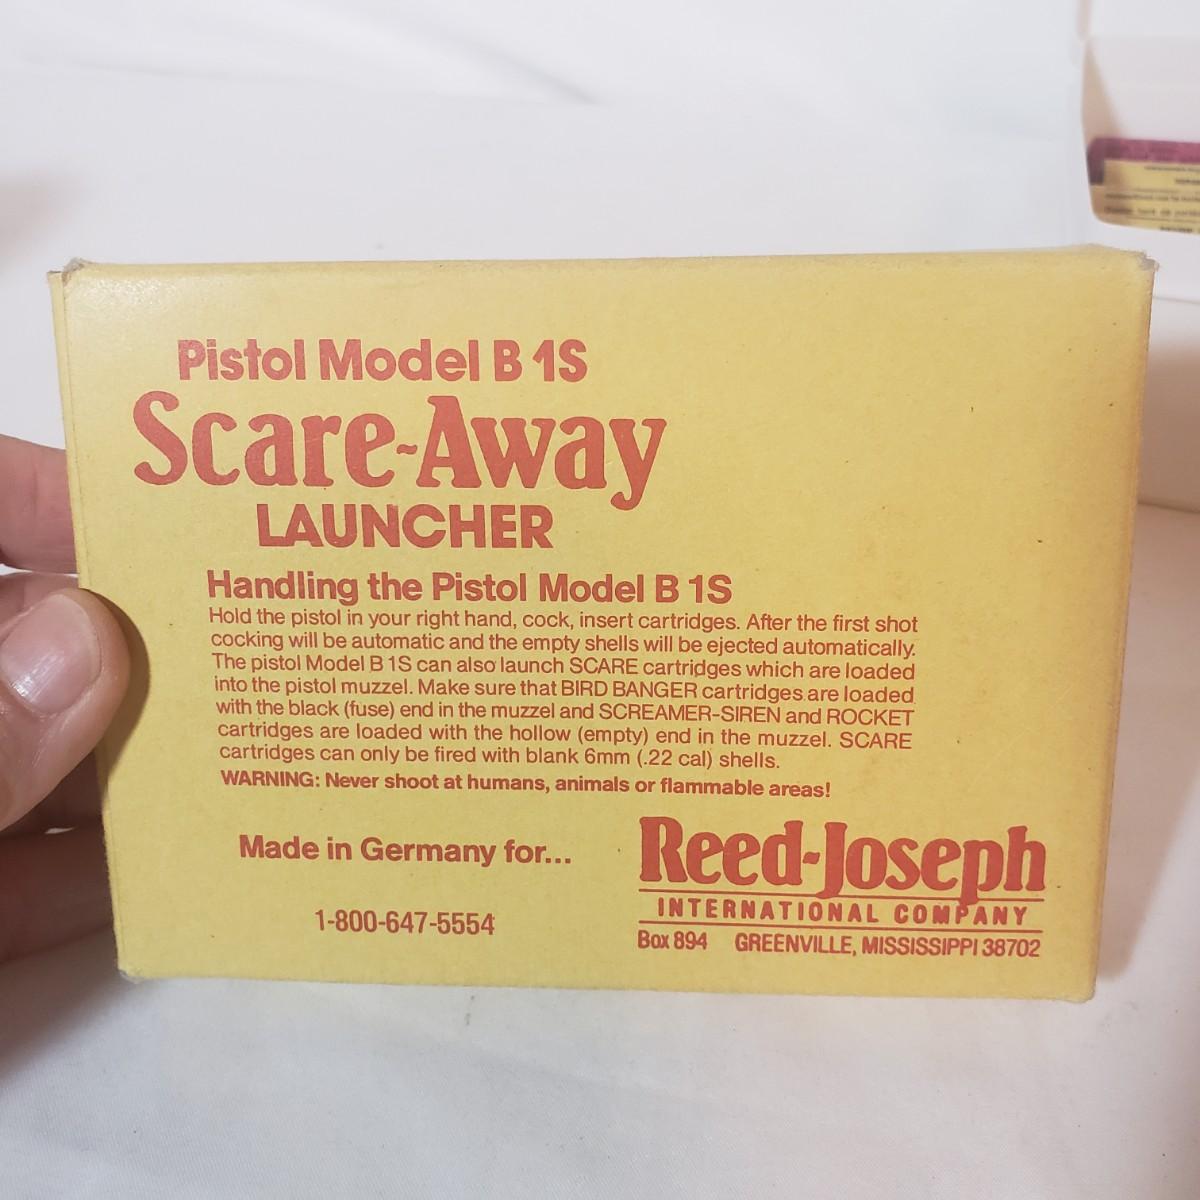 Pistol Model B 1S
Scare-Away
LAUNCHER
Handling the Pistol Model B 1S
Hold the pistol in your right hand, cock, insert cartridges. After the first shot
cocking will be automatic and the empty shells will be ejected automatically.
The pistol Model B 1S can also launch SCARE cartridges which are loaded
into the pistol muzzel. Make sure that BIRD BANGER cartridges are loaded
with the black (fuse) end in the muzzel and SCREAMER-SIREN and ROCKET
cartridges are loaded with the hollow (empty) end in the muzzel. SCARE
cartridges can only be fired with blank 6mm (.22 cal) shells.
WARNING: Never shoot at humans, animals or flammable areas!
Made in Germany for...
1-800-647-5554
Reed-Joseph
INTERNATIONAL COMPANY
Box 894 GREENVILLE, MISSISSIPPI 38702